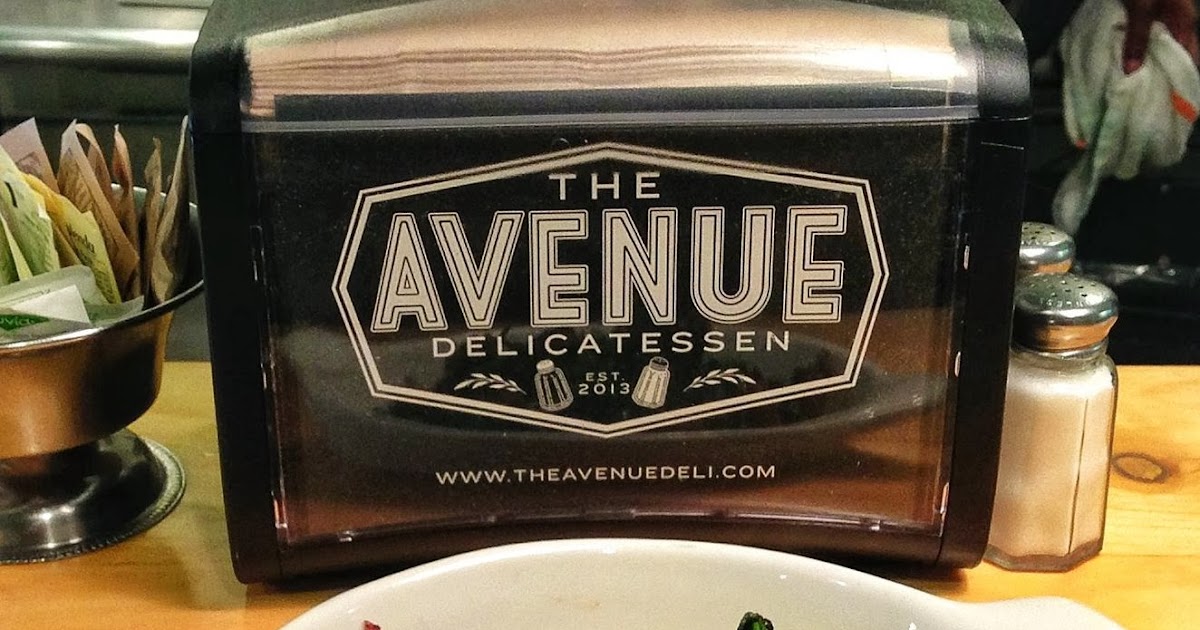 THE
AVENUE
DELICATESSEN
EST.
2013
WWW.THEAVENUEDELI.COM